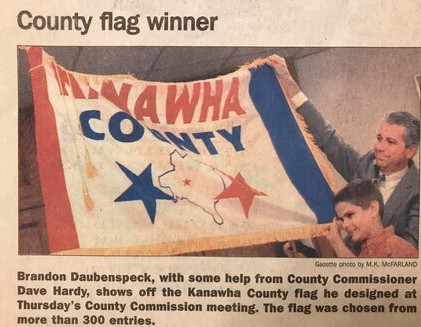 County flag winner
KANAWHA
COUNTY
Gazette photo by M.K. McFARLAND
Brandon Daubenspeck, with some help from County Commissioner
Dave Hardy, shows off the Kanawha County flag he designed at
Thursday's County Commission meeting. The flag was chosen from
more than 300 entries.